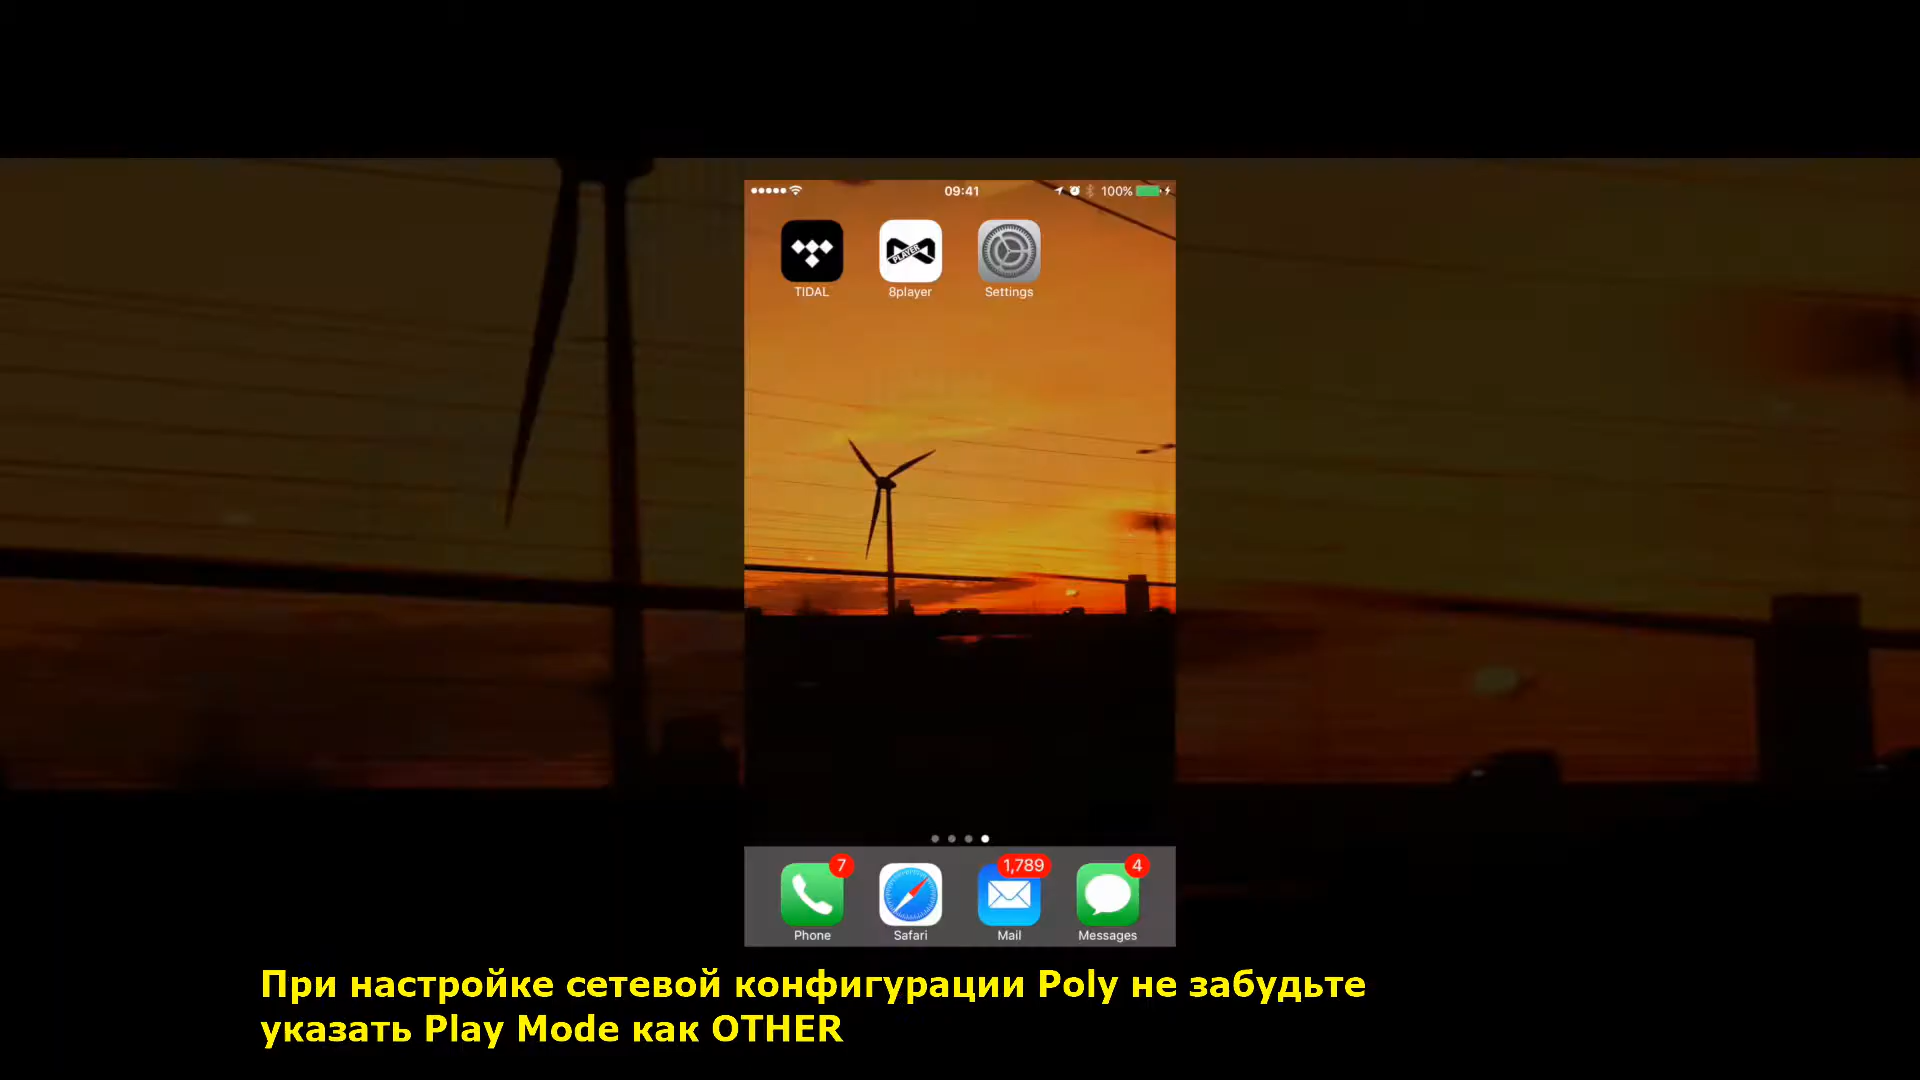 09:41
100%
PLAYER
TIDAL
8player
Settings
7
1,789
4
Phone
Safari
Mail
Messages
При настройке сетевой конфигурации Poly не забудьте
указать Play Mode как OTHER